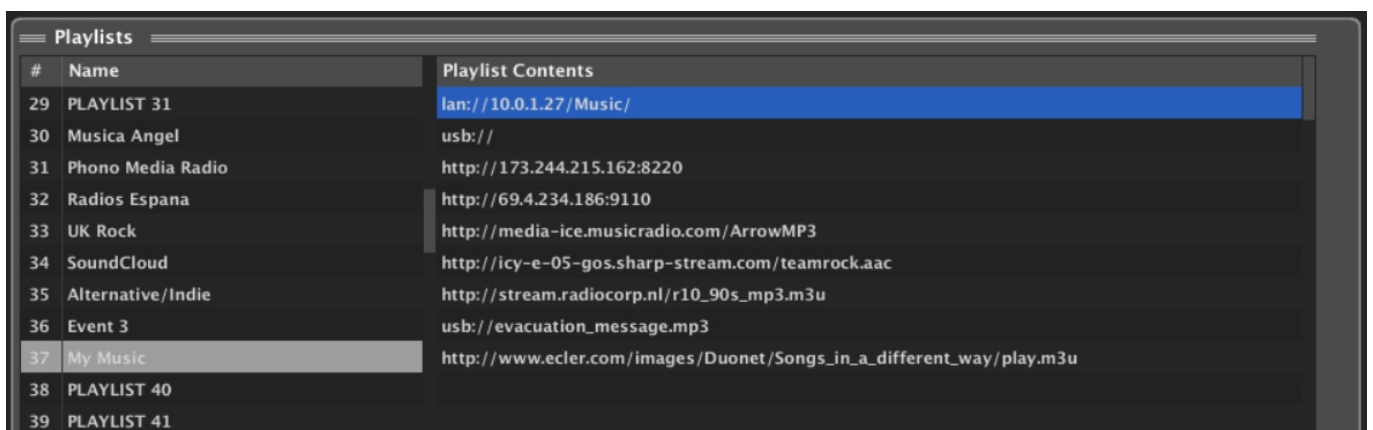 Playlists
# Name Playlist Contents
29 PLAYLIST 31 lan://10.0.1.27/Music/
30 Musica Angel usb://
31 Phono Media Radio http://173.244.215.162:8220
32 Radios Espana http://69.4.234.186:9110
33 UK Rock http://media-ice.musicradio.com/ArrowMP3
34 SoundCloud http://icy-e-05-gos.sharp-stream.com/teamrock.aac
35 Alternative/Indie http://stream.radiocorp.nl/r10_90s_mp3.m3u
36 Event 3 usb://evacuation_message.mp3
37 My Music http://www.ecler.com/images/Duonet/Songs_in_a_different_way/play.m3u
38 PLAYLIST 40
39 PLAYLIST 41